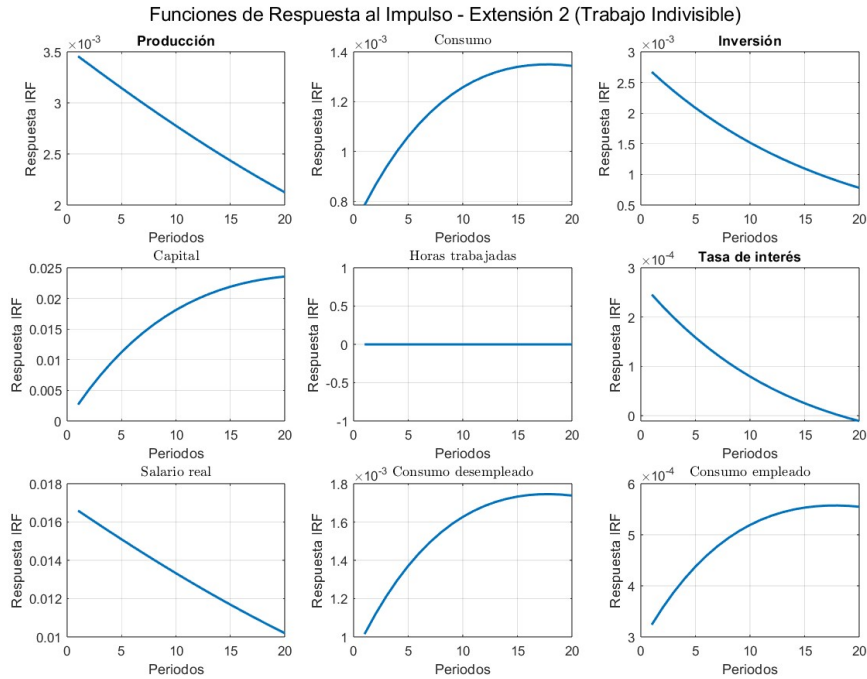 Funciones de Respuesta al Impulso - Extensión 2 (Trabajo Indivisible)
×10⁻³ Producción
Respuesta IRF
3.5
3
2.5
2
0 5 10 15 20
Periodos
×10⁻³ Consumo
Respuesta IRF
1.4
1.2
1
0.8
0 5 10 15 20
Periodos
×10⁻³ Inversión
Respuesta IRF
3
2.5
2
1.5
1
0.5
0 5 10 15 20
Periodos
Capital
Respuesta IRF
0.025
0.02
0.015
0.01
0.005
0
0 5 10 15 20
Periodos
Horas trabajadas
Respuesta IRF
1
0.5
0
-0.5
-1
0 5 10 15 20
Periodos
×10⁻⁴ Tasa de interés
Respuesta IRF
3
2
1
0
0 5 10 15 20
Periodos
Salario real
Respuesta IRF
0.018
0.016
0.014
0.012
0.01
0 5 10 15 20
Periodos
×10⁻³ Consumo desempleado
Respuesta IRF
1.8
1.6
1.4
1.2
1
0 5 10 15 20
Periodos
×10⁻⁴ Consumo empleado
Respuesta IRF
6
5
4
3
0 5 10 15 20
Periodos